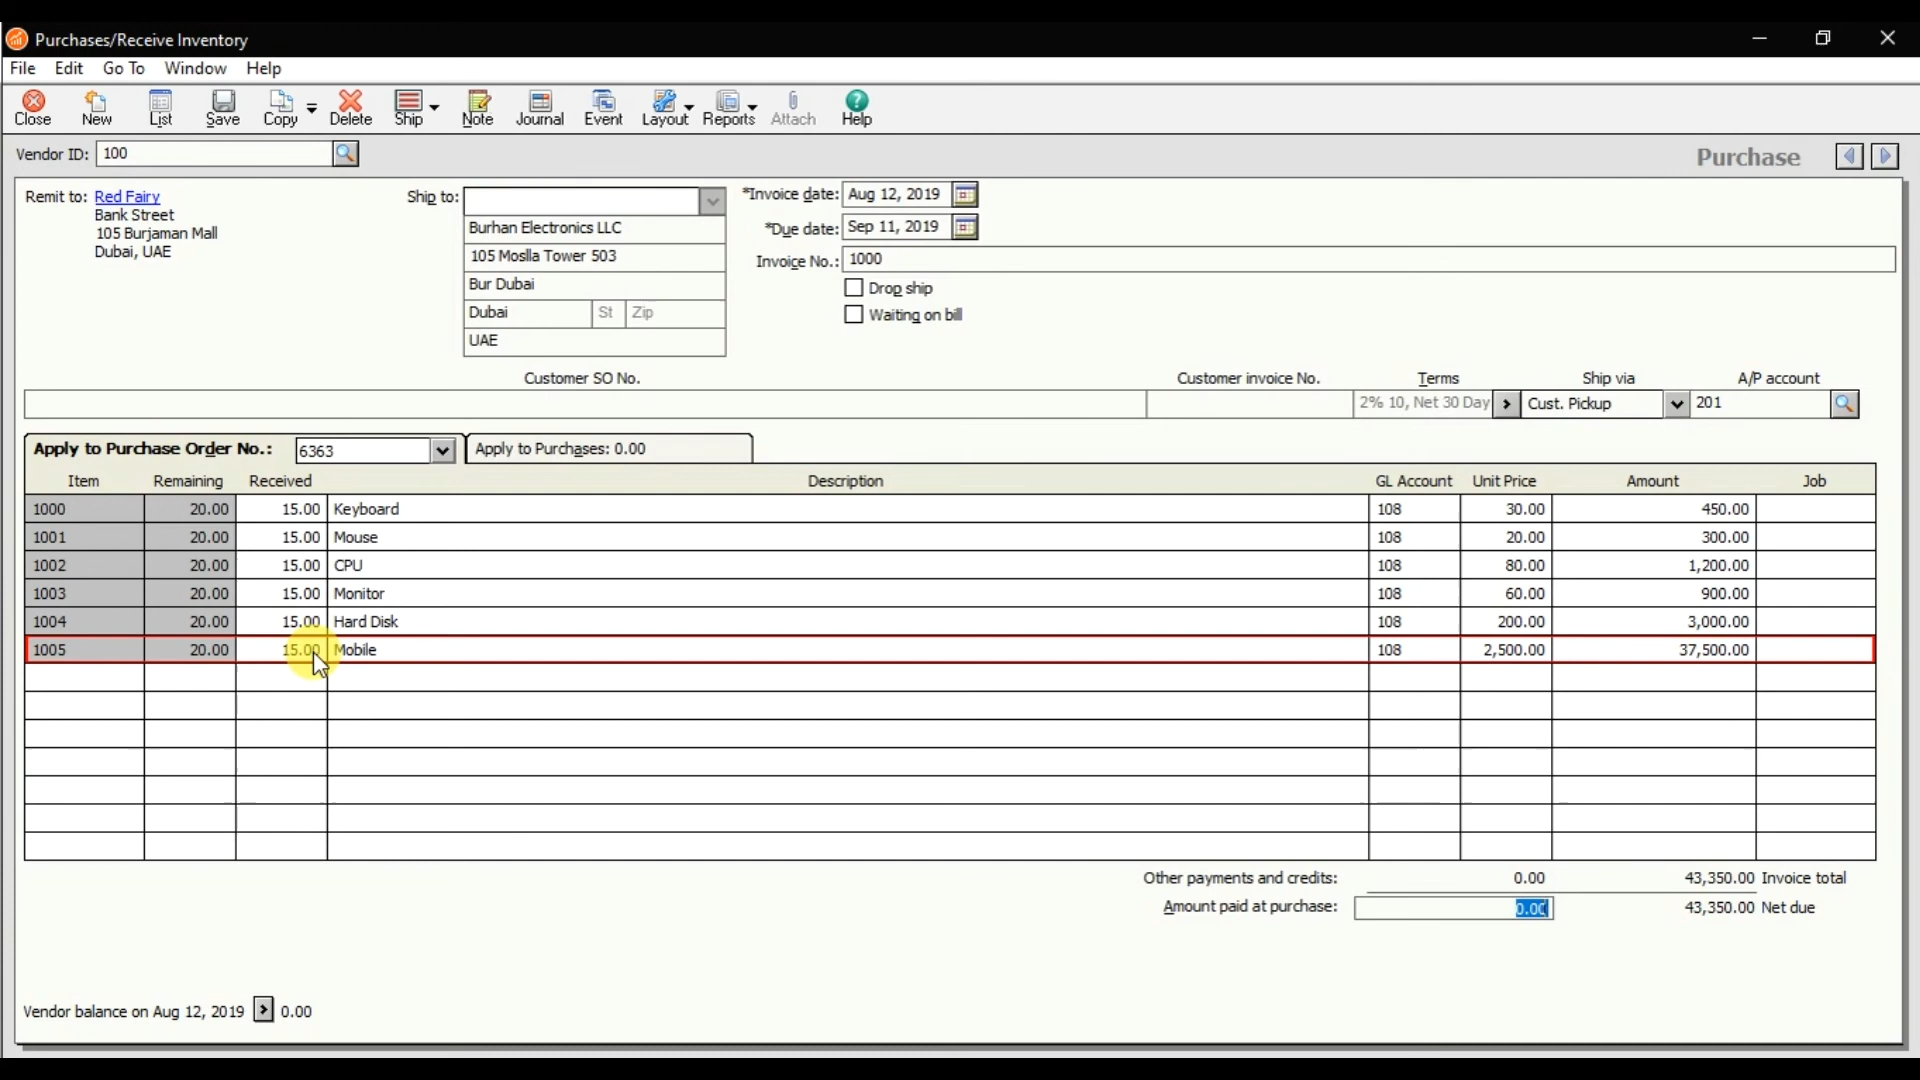 Purchases/Receive Inventory
File Edit Go To Window Help
Close New List Save Copy Delete Ship Note Journal Event Layout Reports Attach Help
Vendor ID: 100
Purchase
Remit to: Red Fairy
Bank Street
105 Burjaman Mall
Dubai, UAE
Ship to:
Burhan Electronics LLC
105 Moslla Tower 503
Bur Dubai
Dubai St Zip
UAE
*Invoice date: Aug 12, 2019
*Due date: Sep 11, 2019
Invoice No.: 1000
Drop ship
Waiting on bill
Customer SO No. Customer invoice No. Terms Ship via A/P account
2% 10, Net 30 Day Cust. Pickup 201
Apply to Purchase Order No.: 6363 Apply to Purchases: 0.00
Item Remaining Received Description GL Account Unit Price Amount Job
1000 20.00 15.00 Keyboard 108 30.00 450.00
1001 20.00 15.00 Mouse 108 20.00 300.00
1002 20.00 15.00 CPU 108 80.00 1,200.00
1003 20.00 15.00 Monitor 108 60.00 900.00
1004 20.00 15.00 Hard Disk 108 200.00 3,000.00
1005 20.00 15.00 Mobile 108 2,500.00 37,500.00
Other payments and credits: 0.00 43,350.00 Invoice total
Amount paid at purchase: 0.00 43,350.00 Net due
Vendor balance on Aug 12, 2019 0.00